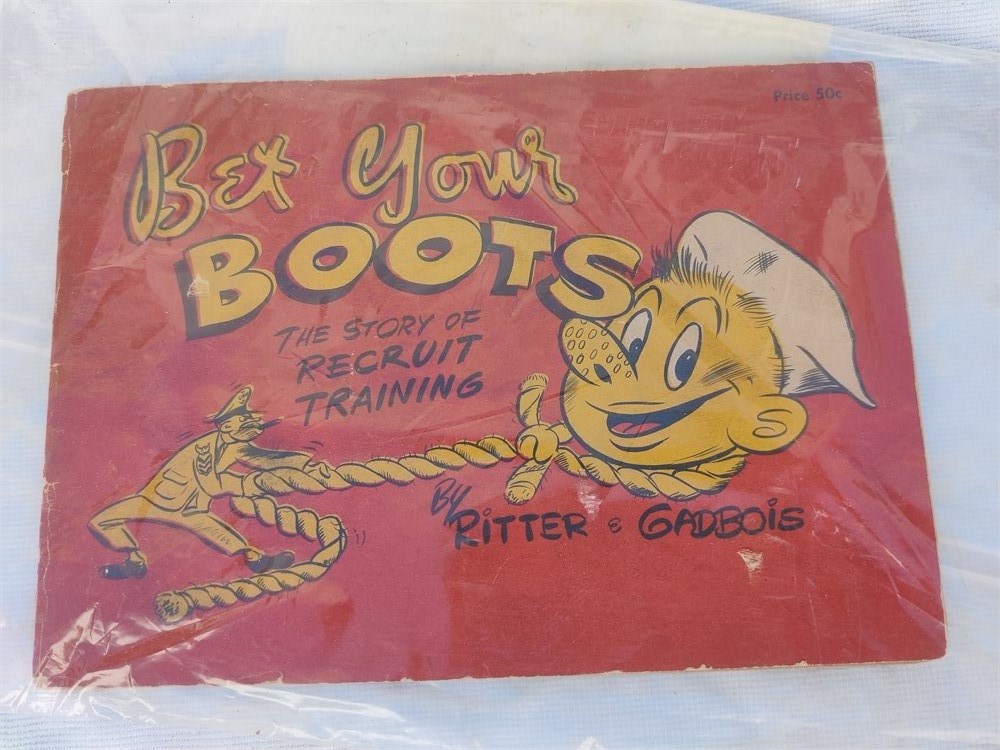 Price 50c
Bet Your
BOOTS
THE STORY OF
RECRUIT
TRAINING
BY
RITTER & GADBOIS